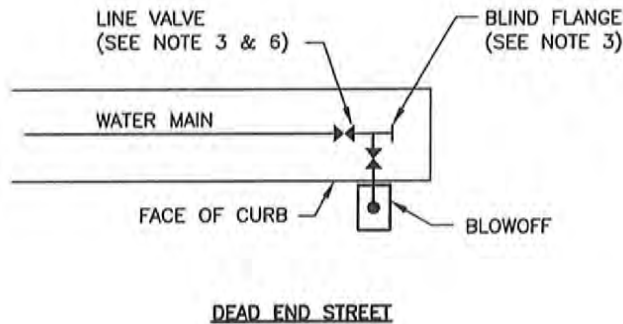 LINE VALVE
(SEE NOTE 3 & 6)
BLIND FLANGE
(SEE NOTE 3)
WATER MAIN
FACE OF CURB
BLOWOFF
DEAD END STREET